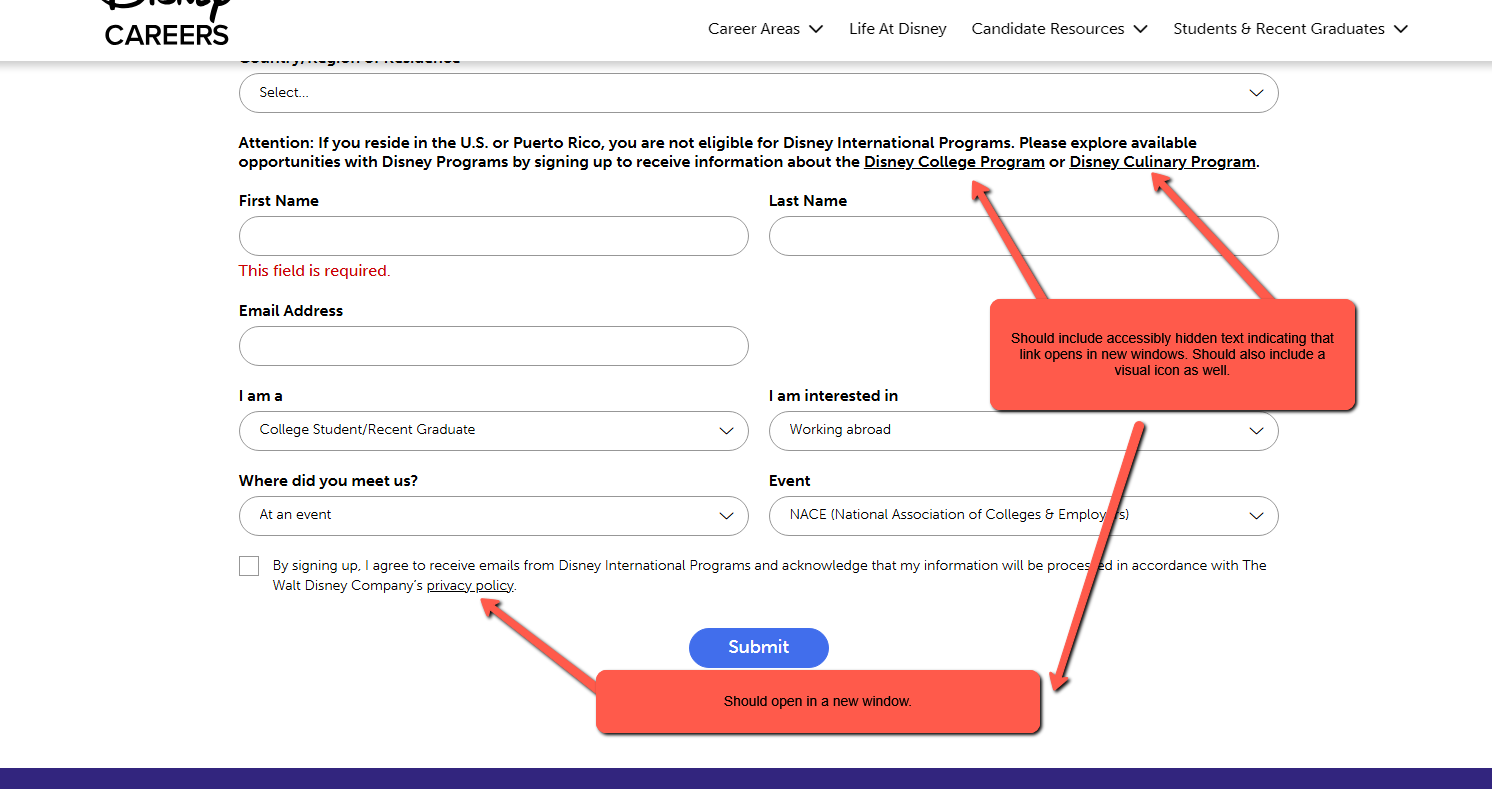 Disney
CAREERS
Career Areas
Life At Disney
Candidate Resources
Students & Recent Graduates
Country/Region of Residence
Select...
Attention: If you reside in the U.S. or Puerto Rico, you are not eligible for Disney International Programs. Please explore available
opportunities with Disney Programs by signing up to receive information about the Disney College Program or Disney Culinary Program.
First Name
Last Name
This field is required.
Email Address
Should include accessibly hidden text indicating that
link opens in new windows. Should also include a
visual icon as well.
I am a
I am interested in
College Student/Recent Graduate
Working abroad
Where did you meet us?
Event
At an event
NACE (National Association of Colleges & Employers)
By signing up, I agree to receive emails from Disney International Programs and acknowledge that my information will be processed in accordance with The
Walt Disney Company's privacy policy.
Submit
Should open in a new window.